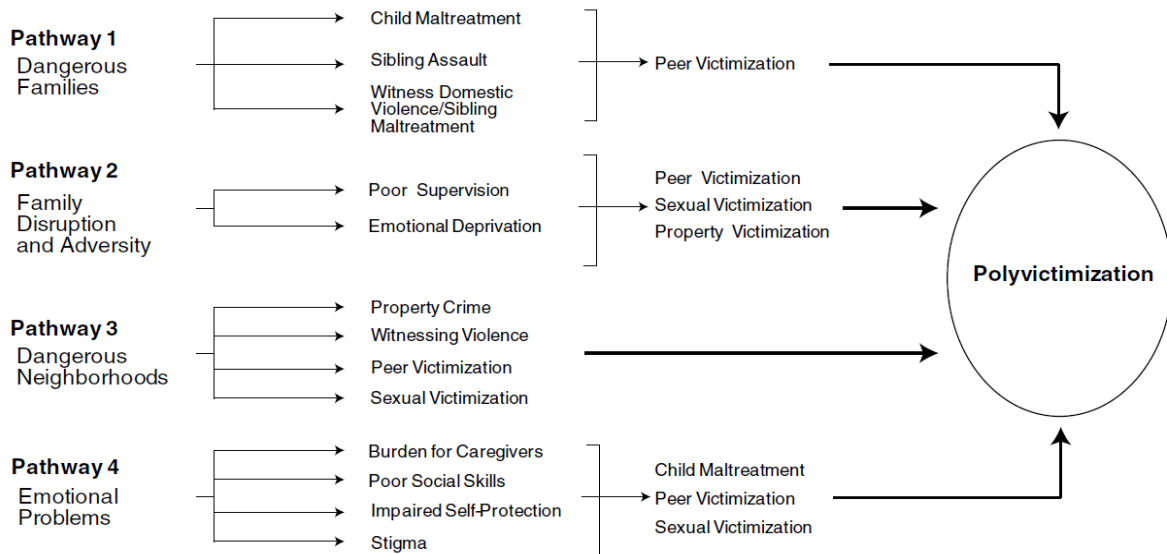 Pathway 1
Dangerous
Families
Child Maltreatment
Sibling Assault
Witness Domestic
Violence/Sibling
Maltreatment
Peer Victimization
Pathway 2
Family
Disruption
and Adversity
Poor Supervision
Emotional Deprivation
Peer Victimization
Sexual Victimization
Property Victimization
Polyvictimization
Pathway 3
Dangerous
Neighborhoods
Property Crime
Witnessing Violence
Peer Victimization
Sexual Victimization
Pathway 4
Emotional
Problems
Burden for Caregivers
Poor Social Skills
Impaired Self-Protection
Stigma
Child Maltreatment
Peer Victimization
Sexual Victimization